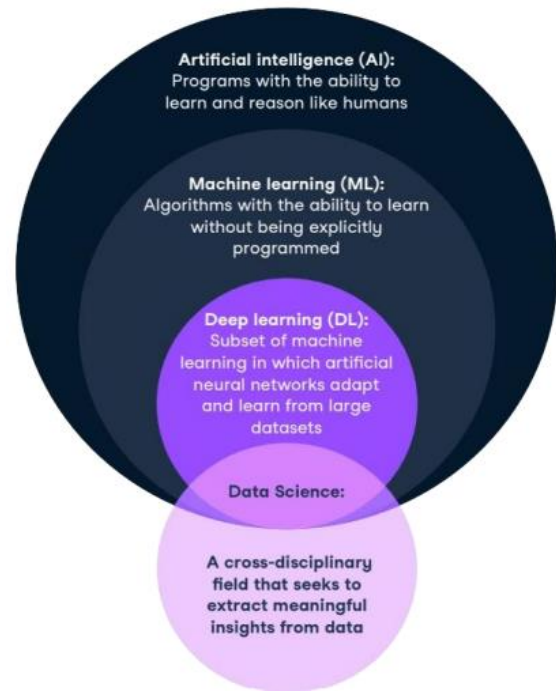 Artificial intelligence (AI):
Programs with the ability to
learn and reason like humans
Machine learning (ML):
Algorithms with the ability to learn
without being explicitly
programmed
Deep learning (DL):
Subset of machine
learning in which artificial
neural networks adapt
and learn from large
datasets
Data Science:
A cross-disciplinary
field that seeks to
extract meaningful
insights from data